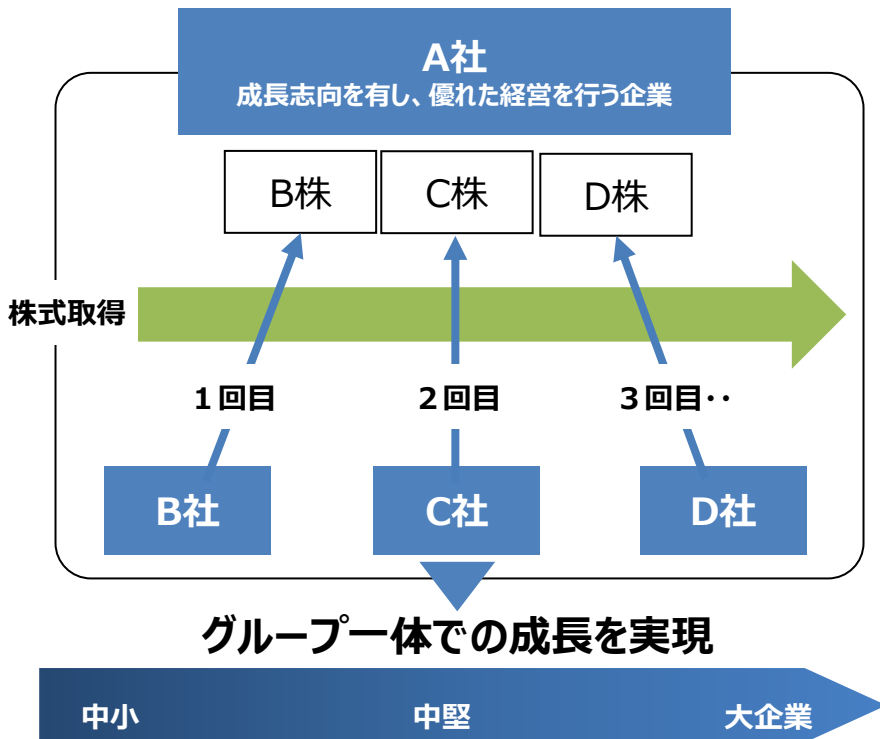 A社
成長志向を有し、優れた経営を行う企業
B株
C株
D株
株式取得
１回目
２回目
３回目・・
B社
C社
D社
グループ一体での成長を実現
中小
中堅
大企業